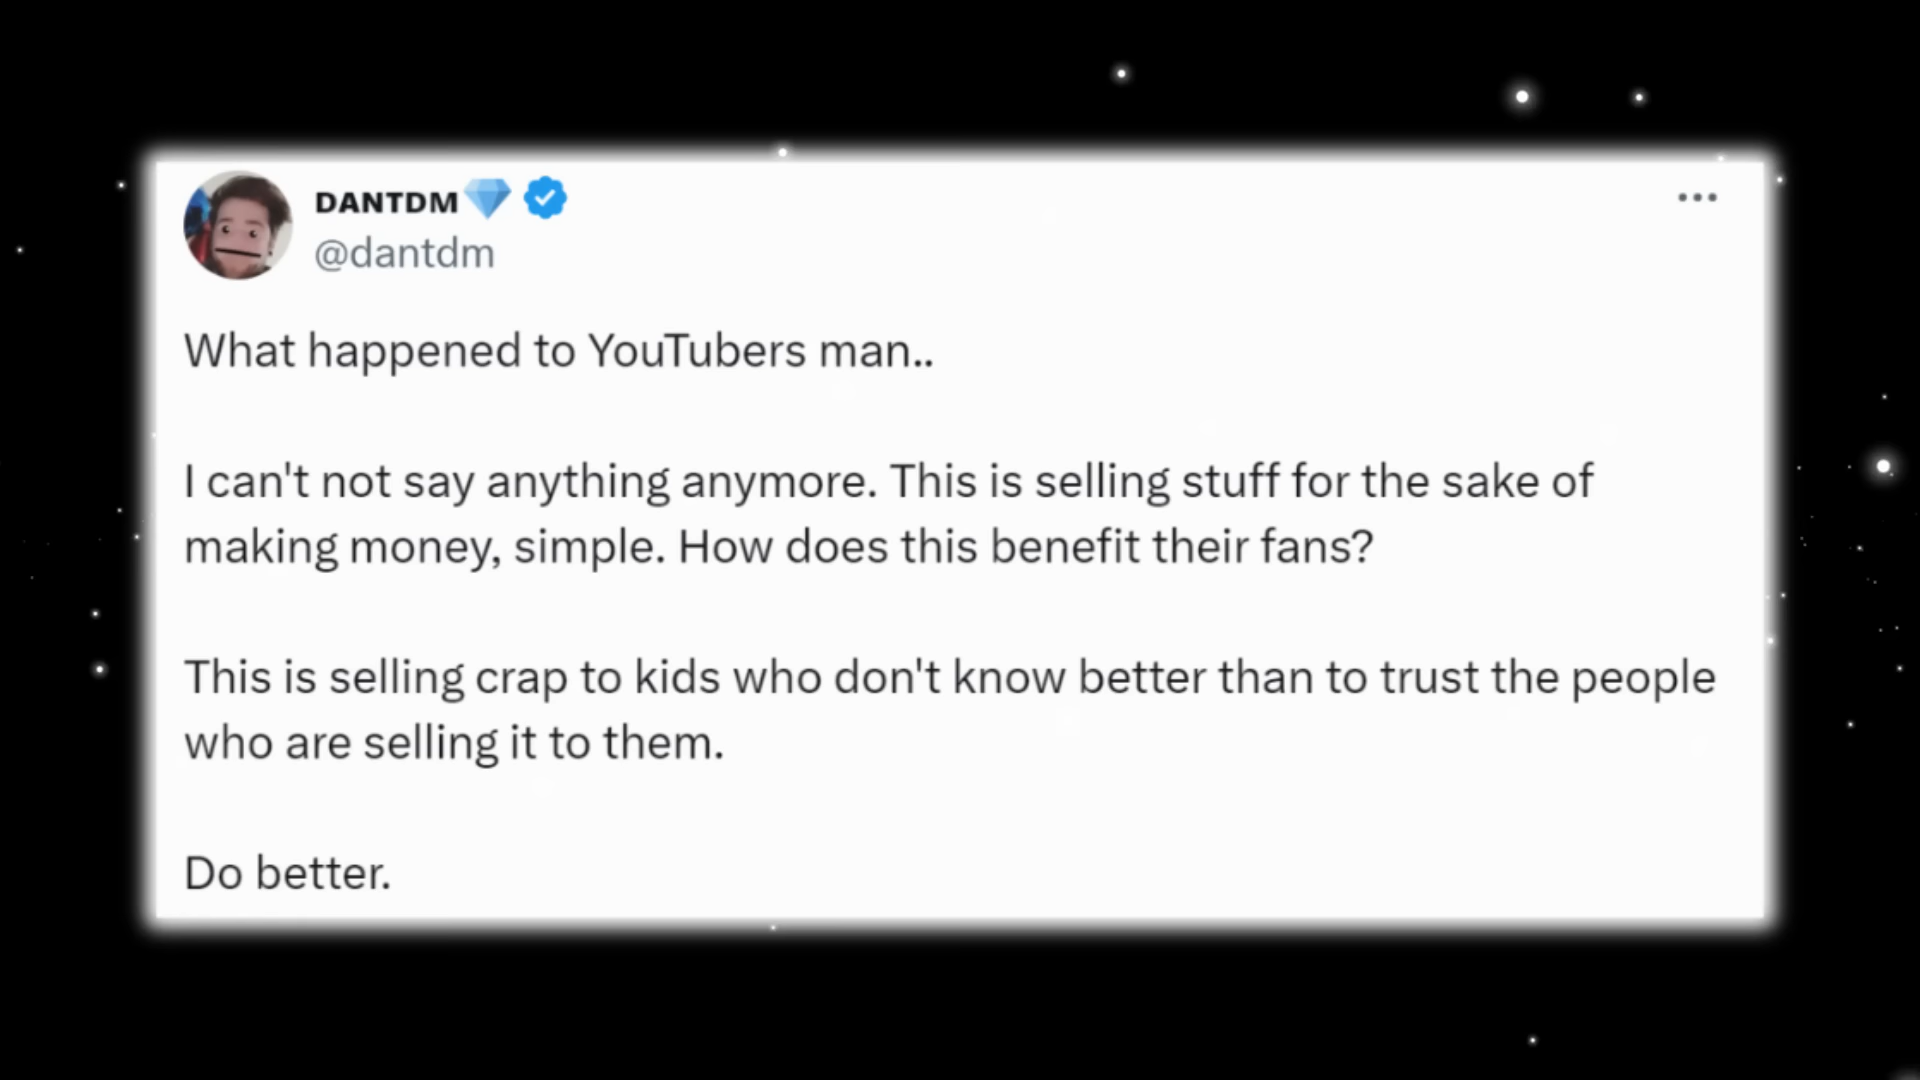 DANTDM💎
@dantdm
What happened to YouTubers man..
I can't not say anything anymore. This is selling stuff for the sake of
making money, simple. How does this benefit their fans?
This is selling crap to kids who don't know better than to trust the people
who are selling it to them.
Do better.